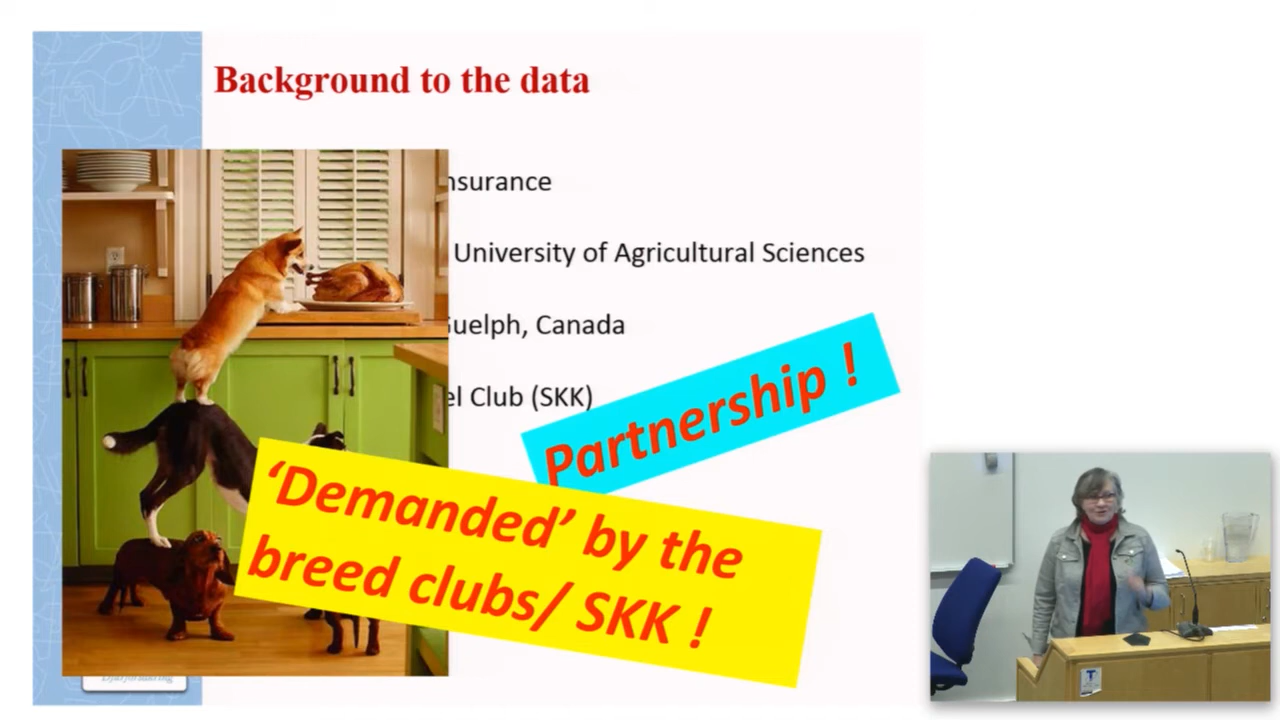 Background to the data
nsurance
University of Agricultural Sciences
Guelph, Canada
el Club (SKK)
Partnership !
‘Demanded’ by the
breed clubs/ SKK !